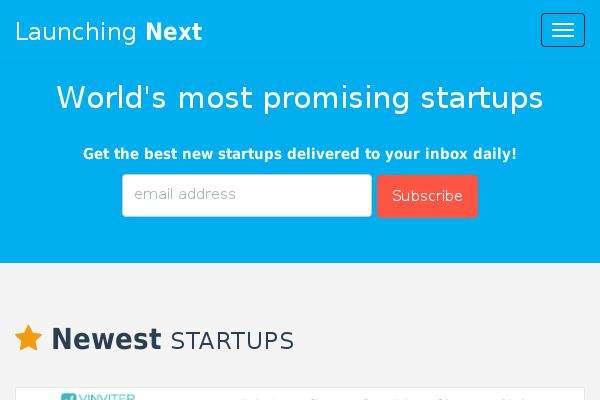 Launching Next
World's most promising startups
Get the best new startups delivered to your inbox daily!
email address
Subscribe
Newest STARTUPS
VINVITER